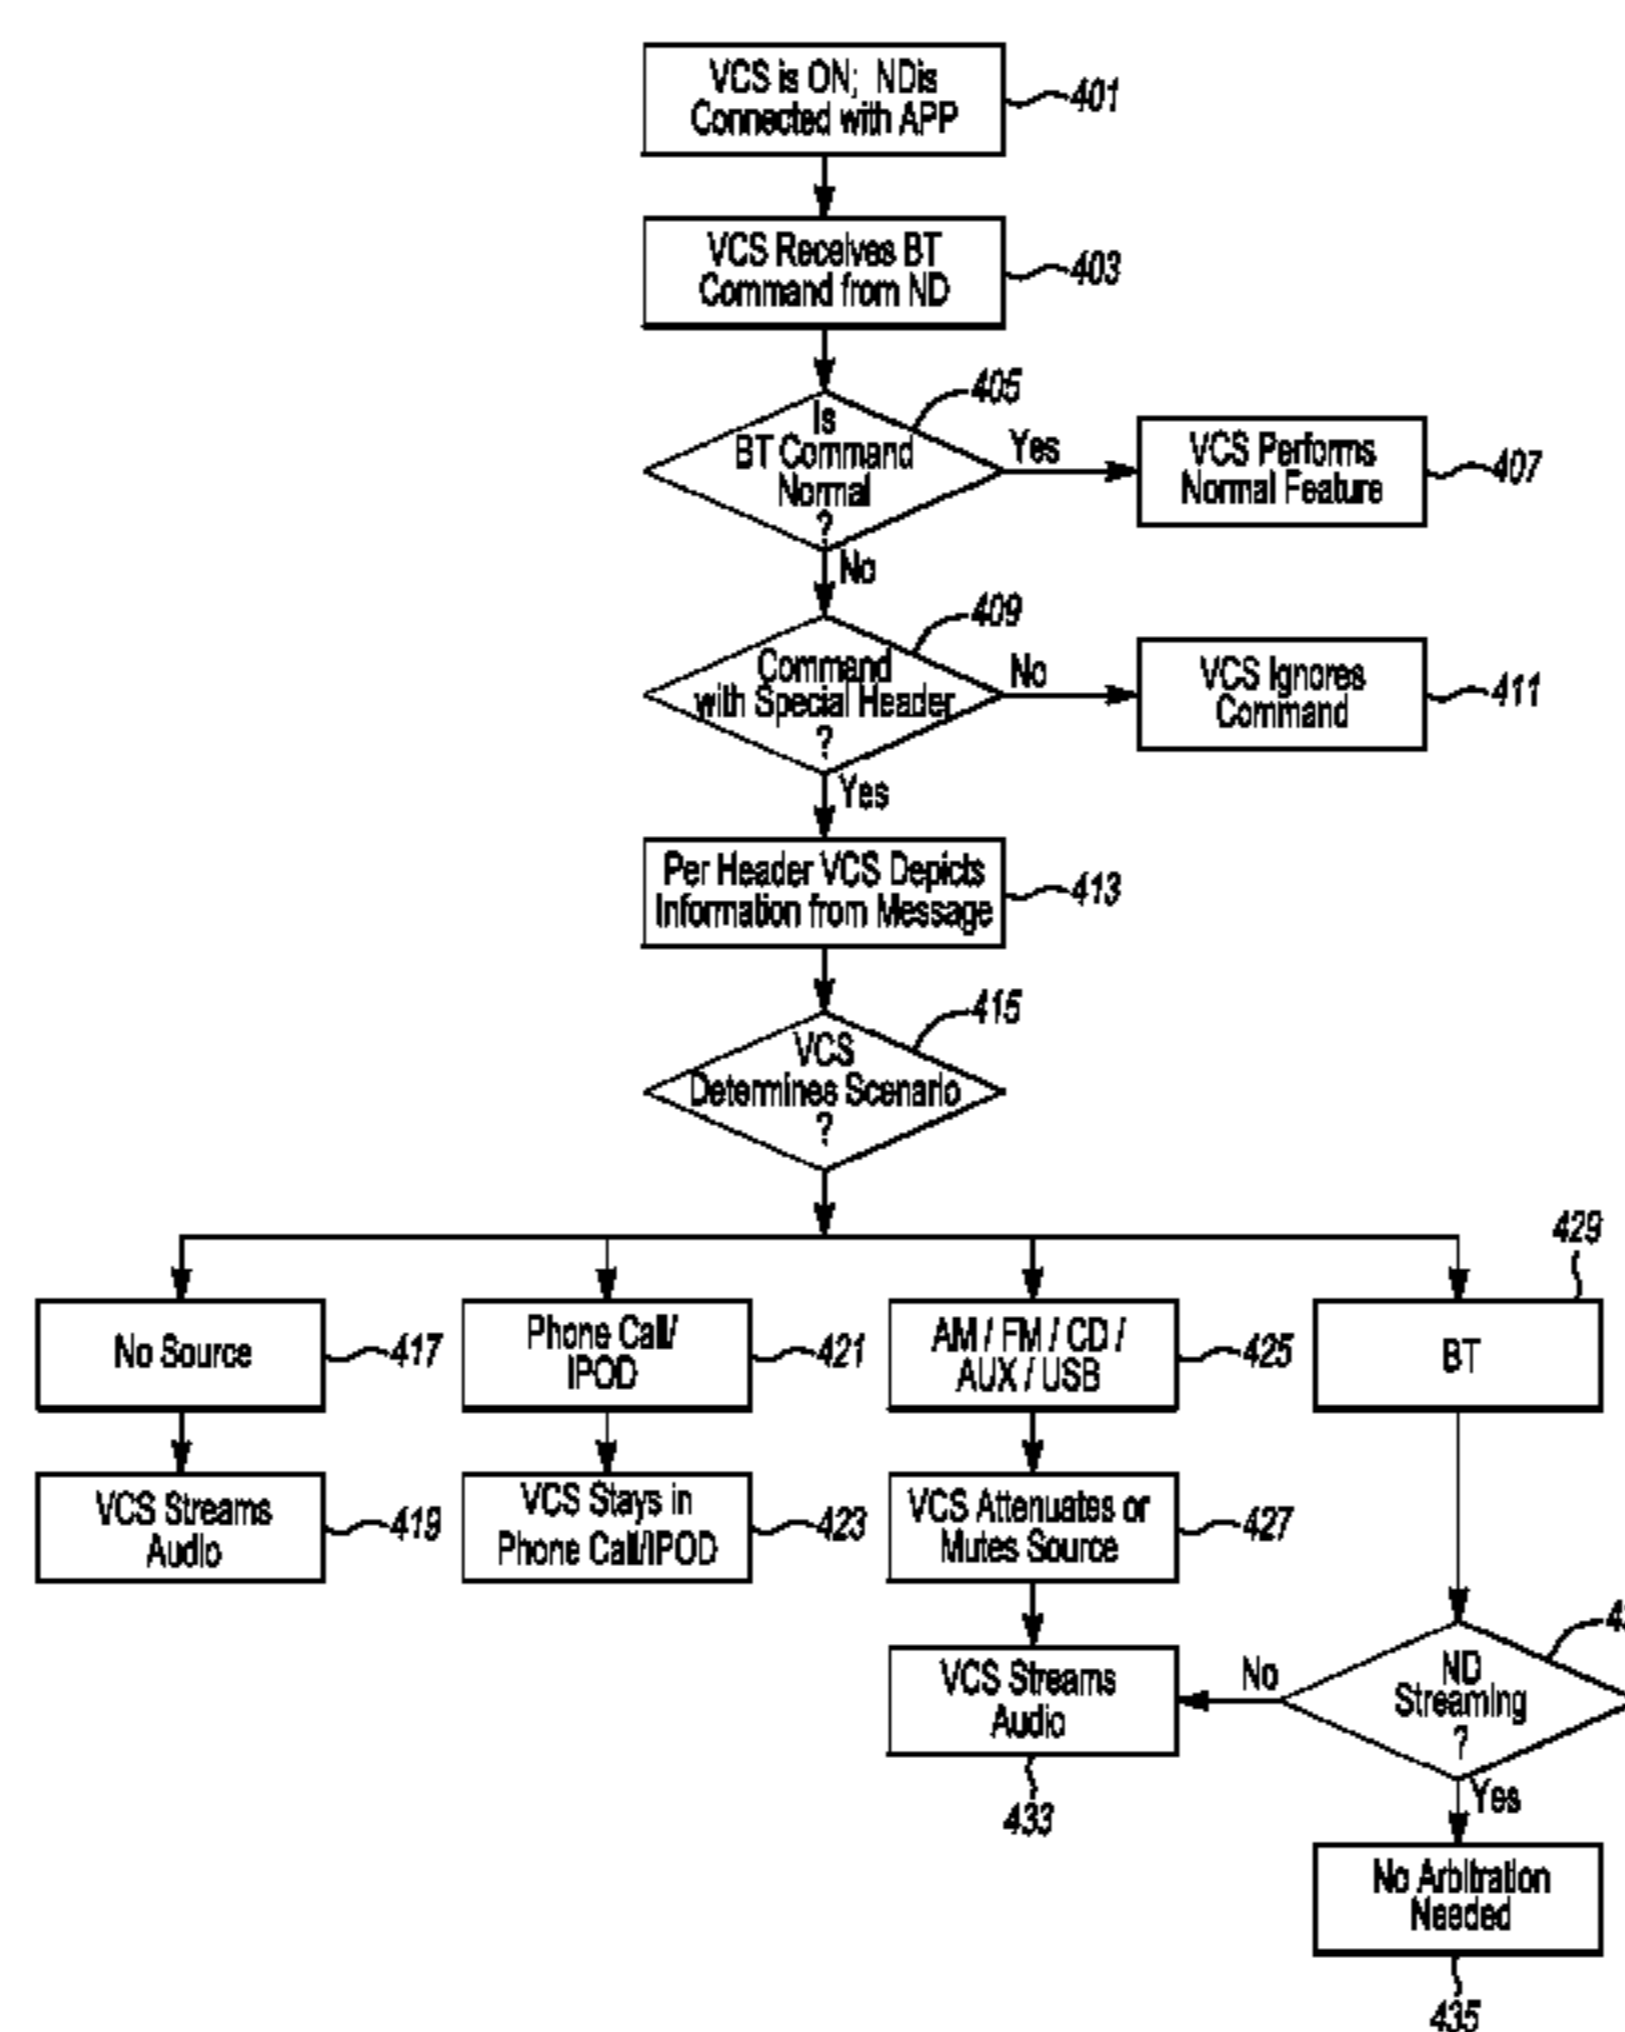 VCS is ON; NDis
Connected with APP
401
VCS Receives BT
Command from ND
403
405
Is
BT Command
Normal
?
Yes
VCS Performs
Normal Feature
407
No
409
Command
with Special Header
?
No
VCS Ignores
Command
411
Yes
Per Header VCS Depicts
Information from Message
413
415
VCS
Determines Scenario
?
429
No Source
417
Phone Call/
IPOD
421
AM / FM / CD /
AUX / USB
425
BT
VCS Streams
Audio
419
VCS Stays in
Phone Call/IPOD
423
VCS Attenuates or
Mutes Source
427
VCS Streams
Audio
433
No
ND
Streaming
?
Yes
No Arbitration
Needed
435